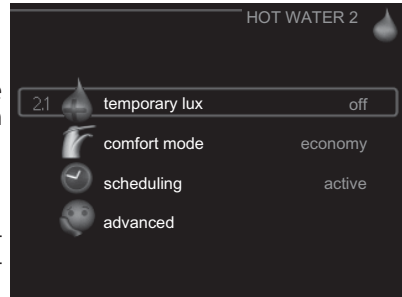 HOT WATER 2
2.1 temporary lux off
comfort mode economy
scheduling active
advanced